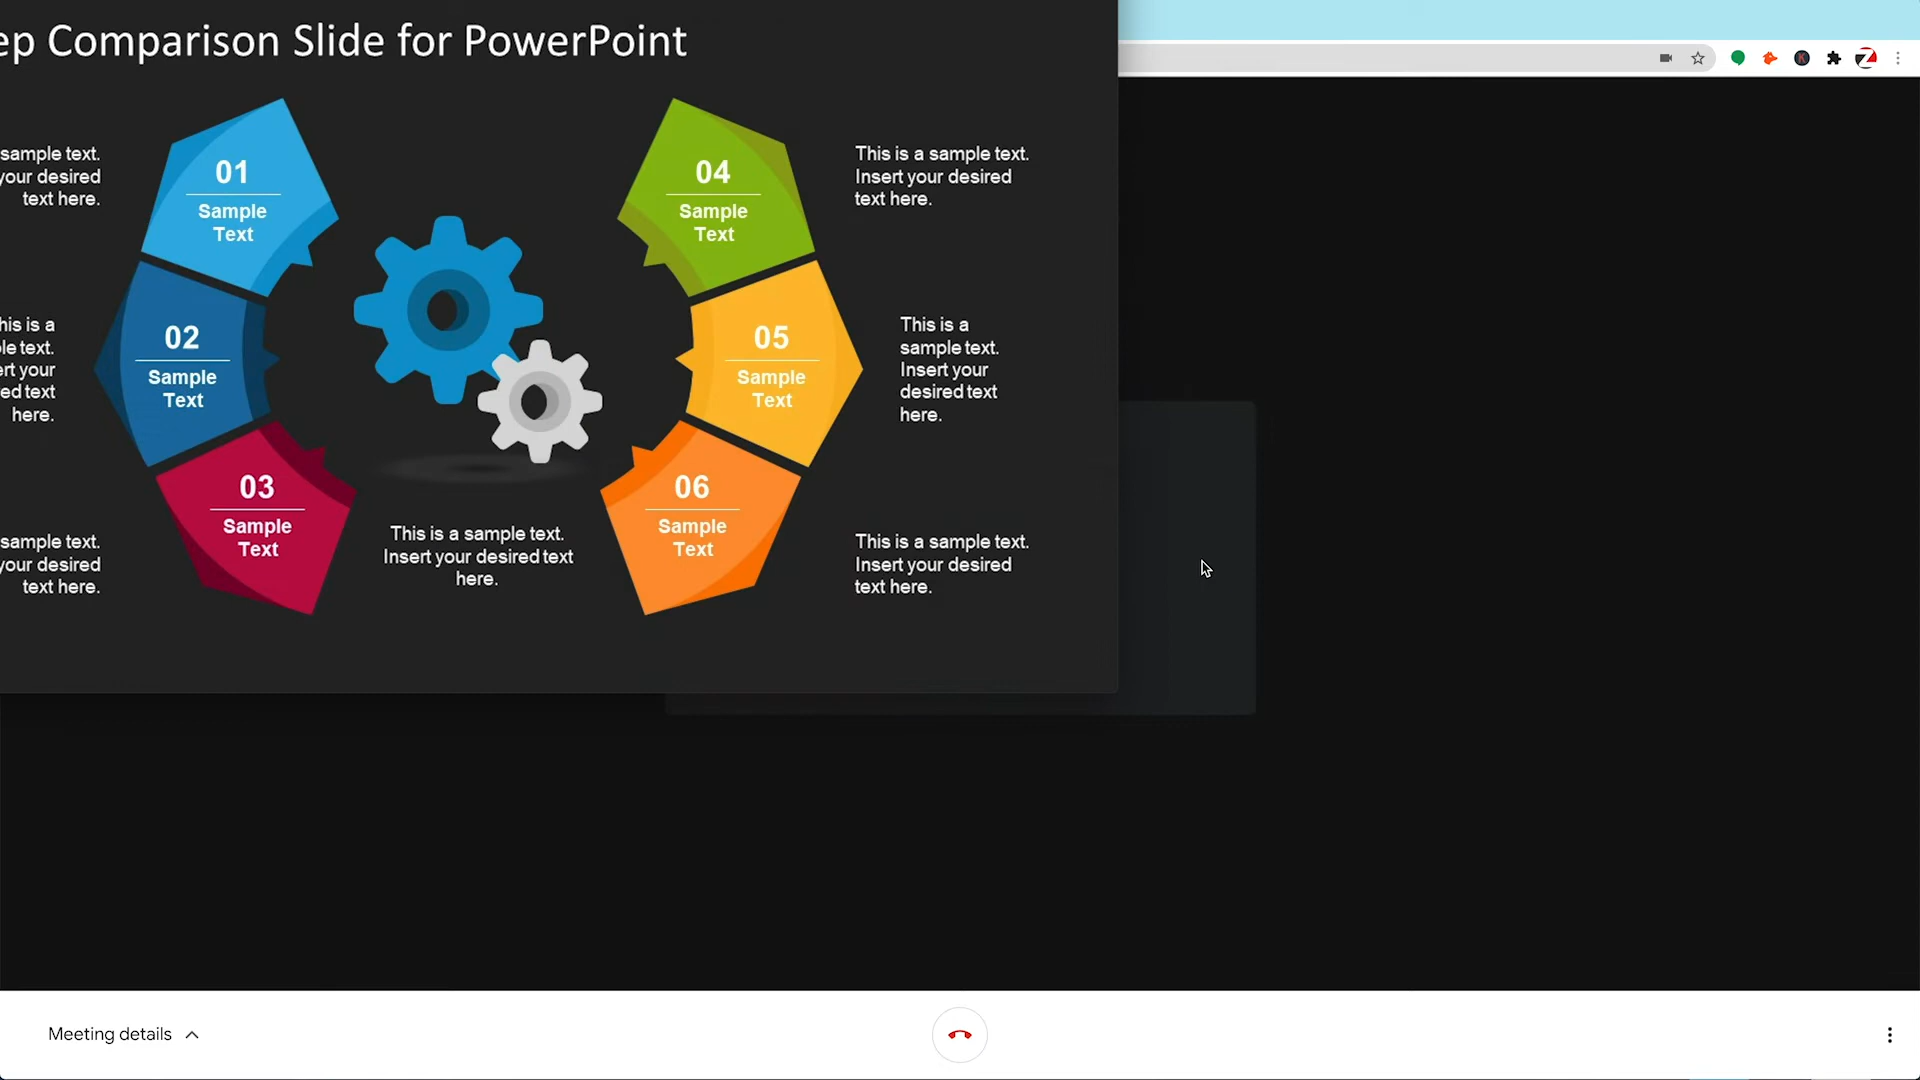 ep Comparison Slide for PowerPoint
sample text.
your desired
text here.
01
Sample
Text
04
Sample
Text
This is a sample text.
Insert your desired
text here.
his is a
le text.
ert your
ed text
here.
02
Sample
Text
05
Sample
Text
This is a
sample text.
Insert your
desired text
here.
sample text.
your desired
text here.
03
Sample
Text
This is a sample text.
Insert your desired text
here.
06
Sample
Text
This is a sample text.
Insert your desired
text here.
Meeting details